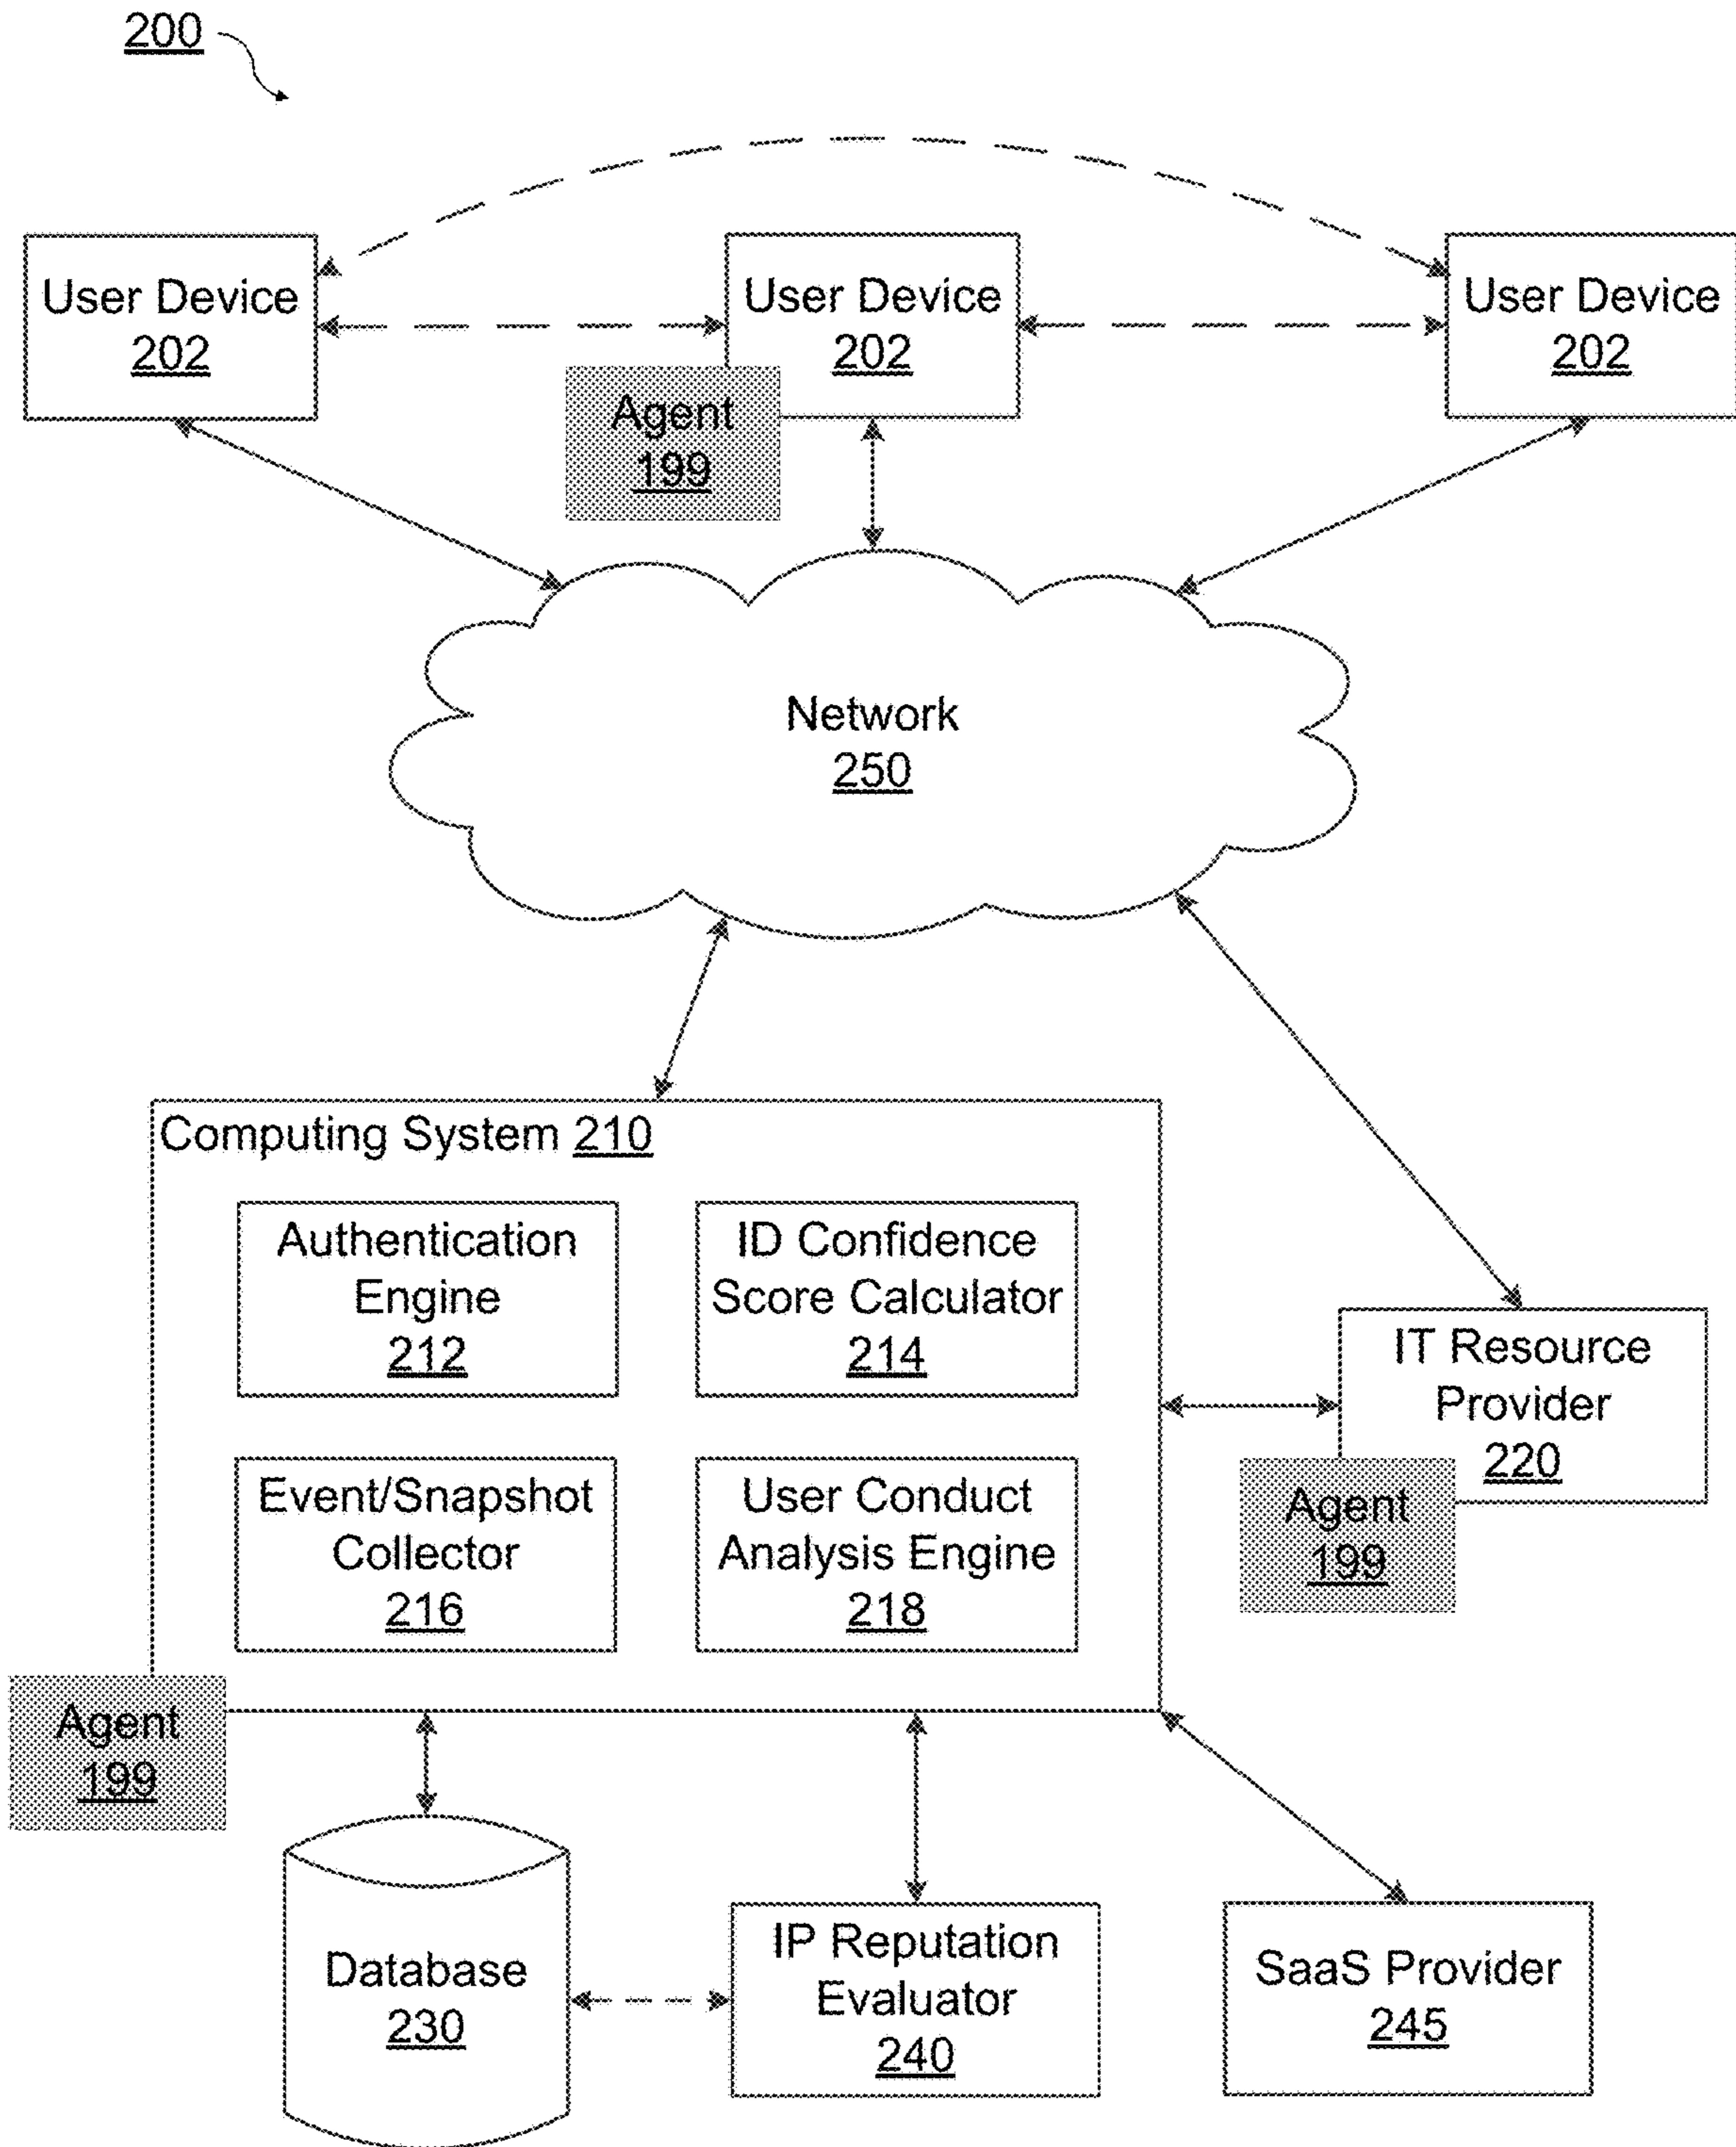 200
User Device
202
User Device
202
User Device
202
Agent
199
Network
250
Computing System 210
Authentication
Engine
212
ID Confidence
Score Calculator
214
Event/Snapshot
Collector
216
User Conduct
Analysis Engine
218
IT Resource
Provider
220
Agent
199
Agent
199
Database
230
IP Reputation
Evaluator
240
SaaS Provider
245